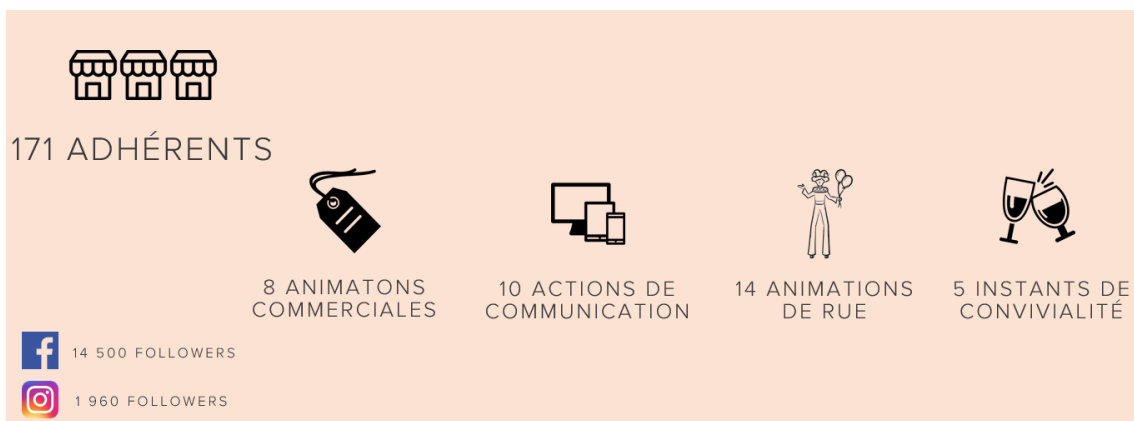 171 ADHÉRENTS
8 ANIMATONS
COMMERCIALES
10 ACTIONS DE
COMMUNICATION
14 ANIMATIONS
DE RUE
5 INSTANTS DE
CONVIVIALITÉ
14 500 FOLLOWERS
1 960 FOLLOWERS